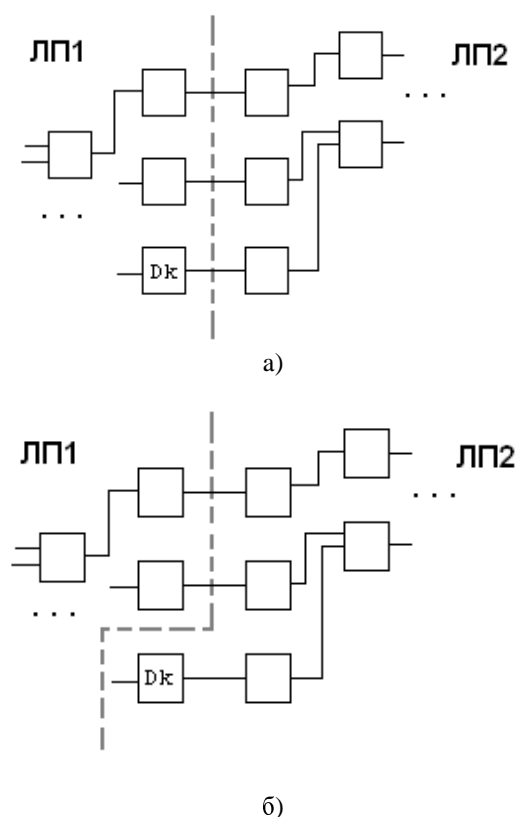 ЛП1 ЛП2
. . .
. . .
Dk
а)
ЛП1 ЛП2
. . .
. . .
Dk
б)